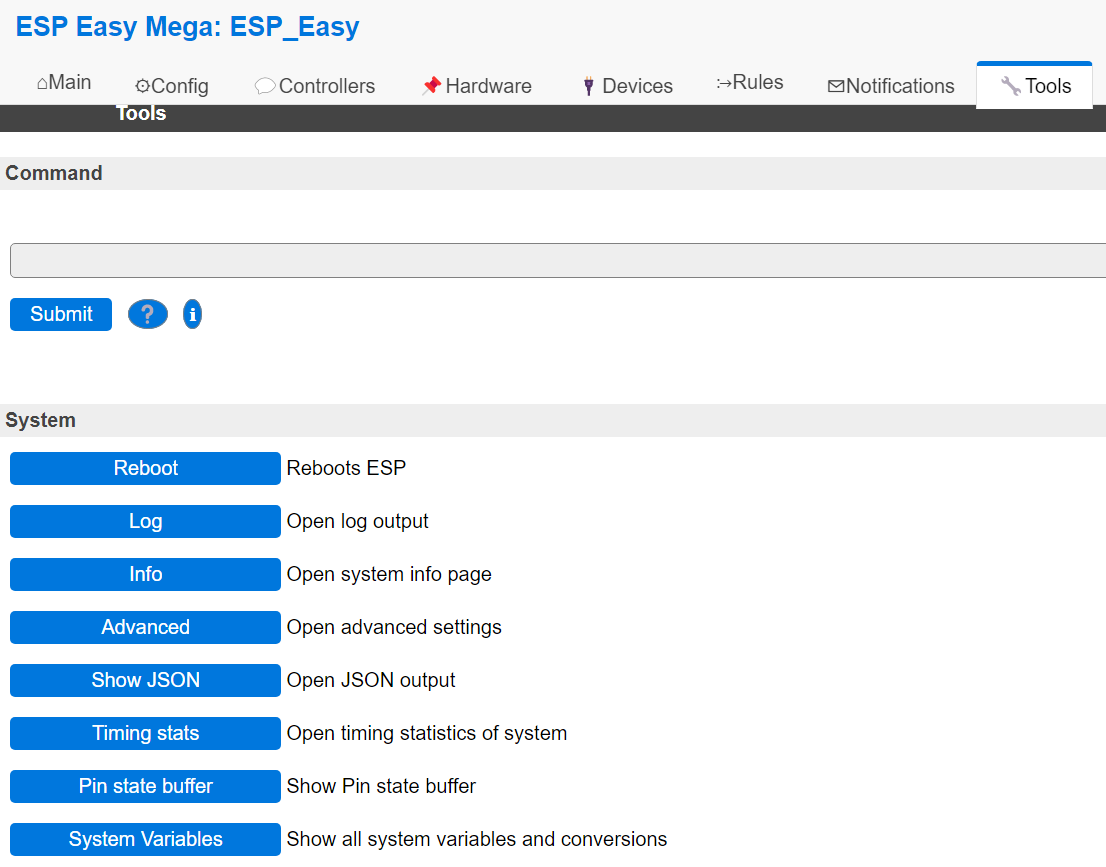 ESP Easy Mega: ESP_Easy
⌂Main ⚙Config 💬Controllers 📌Hardware 🔌Devices Rules ✉Notifications 🔧Tools
Tools
Command
Submit ? i
System
Reboot Reboots ESP
Log Open log output
Info Open system info page
Advanced Open advanced settings
Show JSON Open JSON output
Timing stats Open timing statistics of system
Pin state buffer Show Pin state buffer
System Variables Show all system variables and conversions